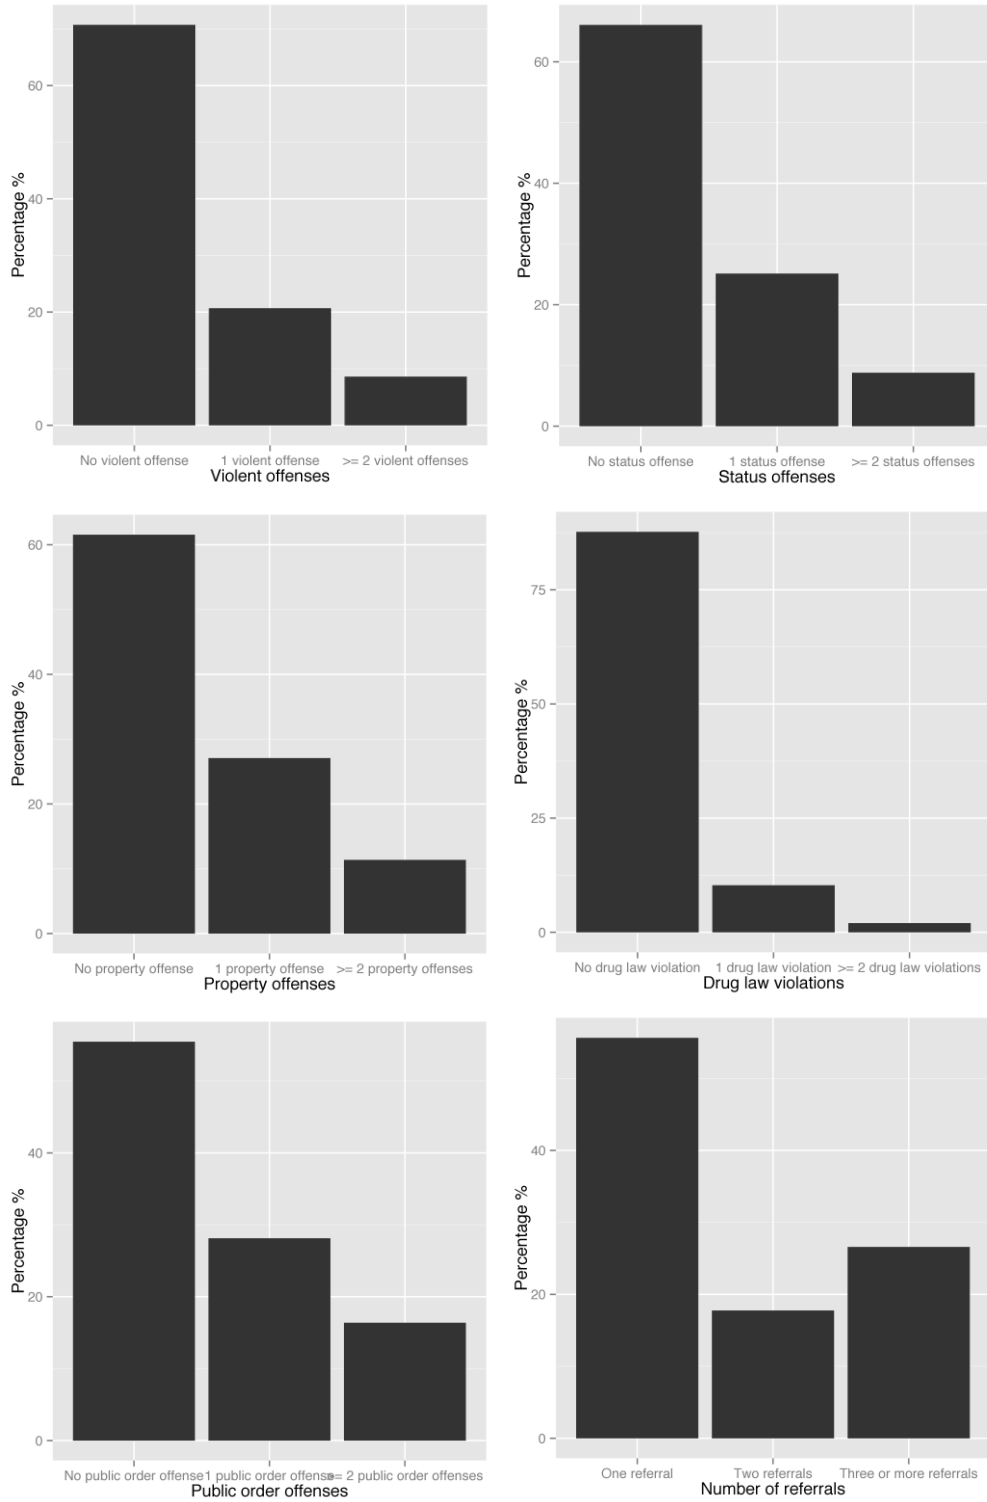 Percentage %
60
40
20
0
No violent offense 1 violent offense >= 2 violent offenses
Violent offenses
Percentage %
60
40
20
0
No status offense 1 status offense >= 2 status offenses
Status offenses
Percentage %
60
40
20
0
No property offense 1 property offense >= 2 property offenses
Property offenses
Percentage %
75
50
25
0
No drug law violation 1 drug law violation >= 2 drug law violations
Drug law violations
Percentage %
40
20
0
No public order offense 1 public order offense >= 2 public order offenses
Public order offenses
Percentage %
40
20
0
One referral Two referrals Three or more referrals
Number of referrals